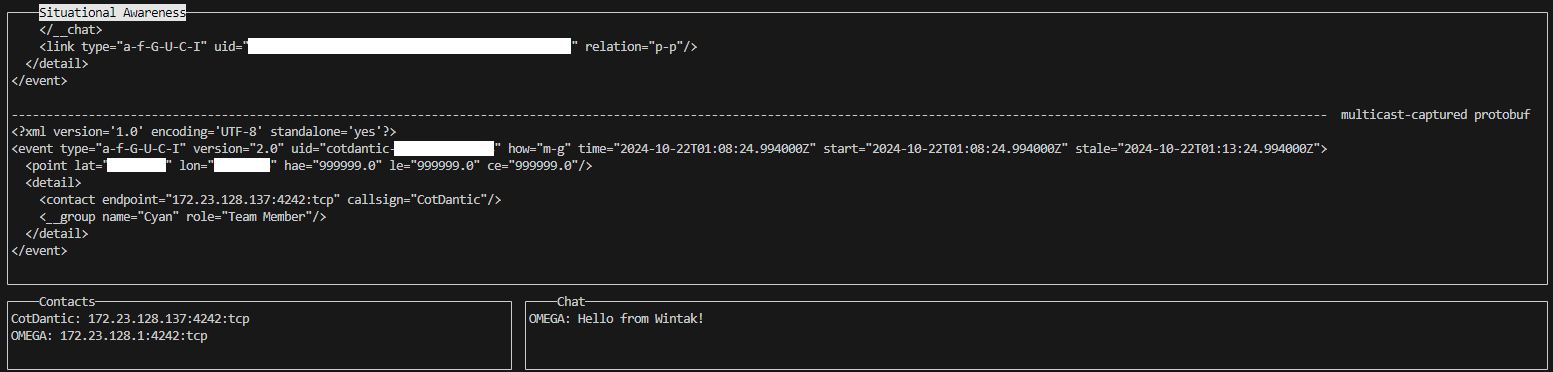 Situational Awareness
</__chat>
<link type="a-f-G-U-C-I" uid="" relation="p-p"/>
</detail>
</event>
-------------------------------------------------------------------------------- multicast-captured protobuf
<?xml version='1.0' encoding='UTF-8' standalone='yes'?>
<event type="a-f-G-U-C-I" version="2.0" uid="cotdantic-" how="m-g" time="2024-10-22T01:08:24.994000Z" start="2024-10-22T01:08:24.994000Z" stale="2024-10-22T01:13:24.994000Z">
<point lat="" lon="" hae="999999.0" le="999999.0" ce="999999.0"/>
<detail>
<contact endpoint="172.23.128.137:4242:tcp" callsign="CotDantic"/>
<__group name="Cyan" role="Team Member"/>
</detail>
</event>
Contacts
CotDantic: 172.23.128.137:4242:tcp
OMEGA: 172.23.128.1:4242:tcp
Chat
OMEGA: Hello from Wintak!